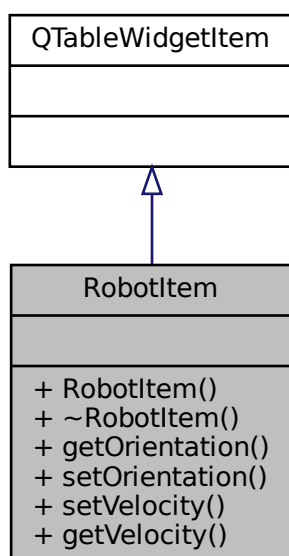 QTableWidgetItem
RobotItem
+ RobotItem()
+ ~RobotItem()
+ getOrientation()
+ setOrientation()
+ setVelocity()
+ getVelocity()